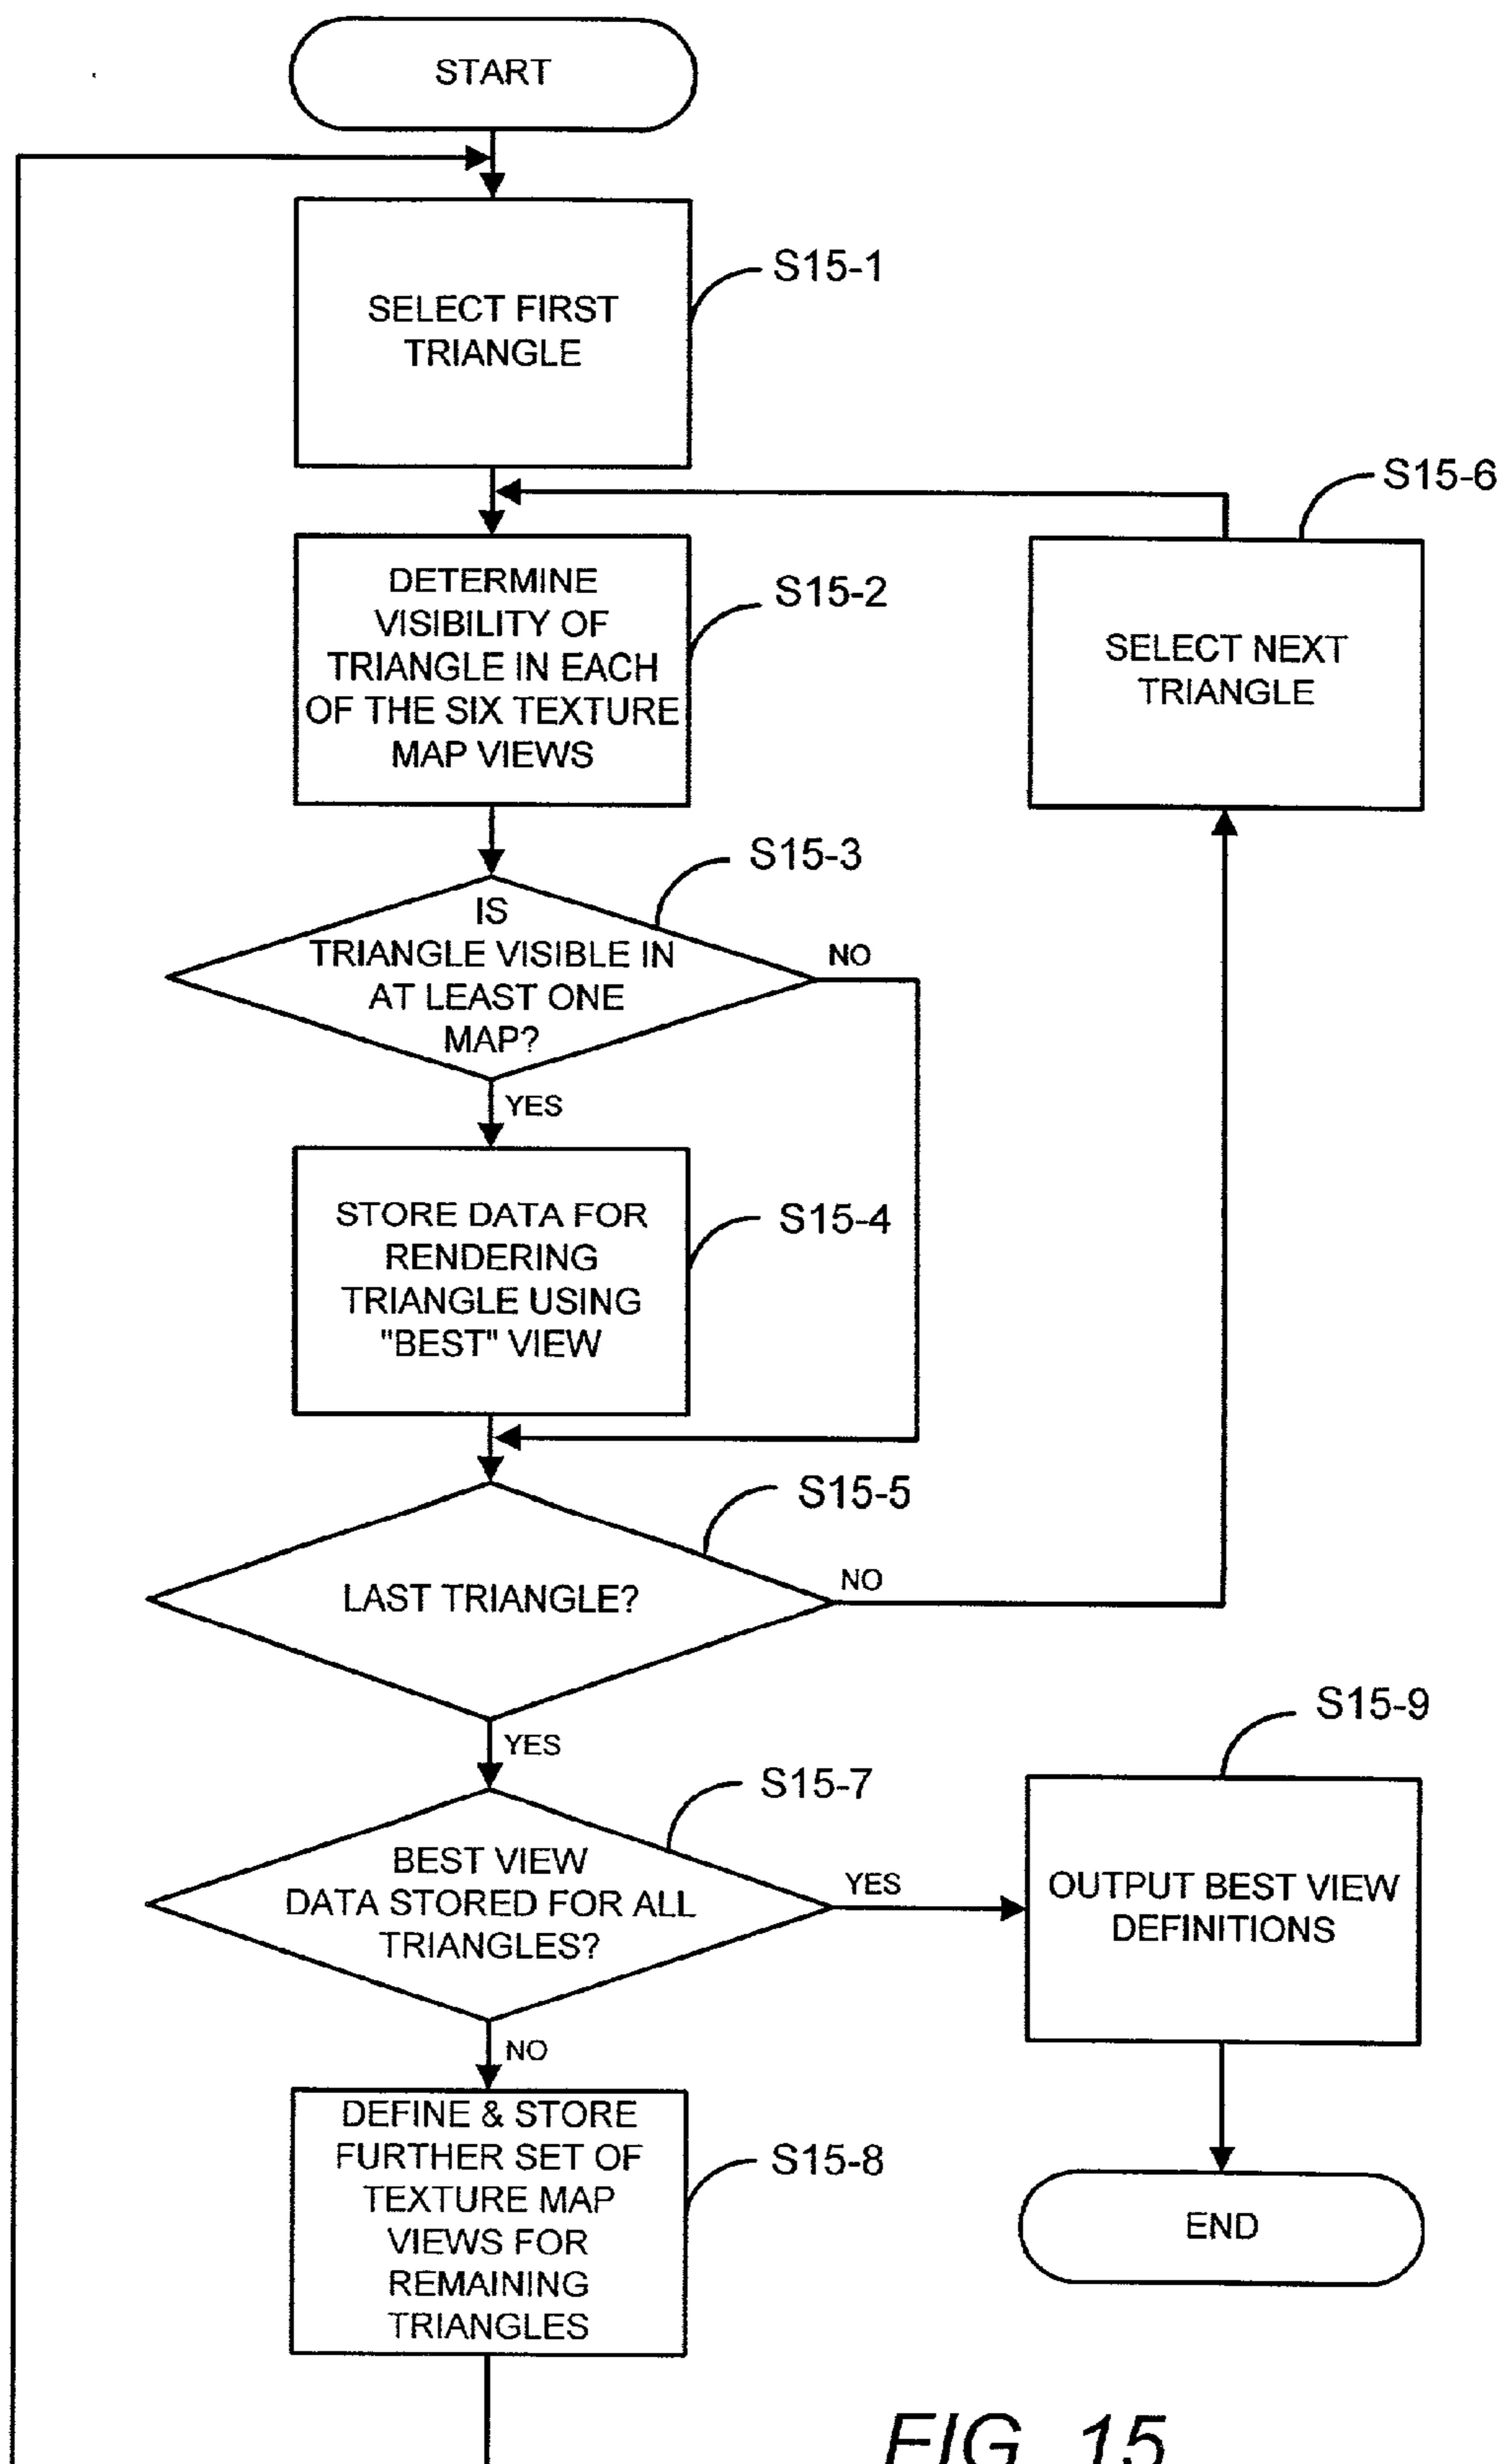 START
S15-1
SELECT FIRST
TRIANGLE
S15-6
DETERMINE
VISIBILITY OF
TRIANGLE IN EACH
OF THE SIX TEXTURE
MAP VIEWS
S15-2
SELECT NEXT
TRIANGLE
S15-3
IS
TRIANGLE VISIBLE IN
AT LEAST ONE
MAP?
NO
YES
STORE DATA FOR
RENDERING
TRIANGLE USING
"BEST" VIEW
S15-4
S15-5
LAST TRIANGLE?
NO
YES
S15-9
S15-7
BEST VIEW
DATA STORED FOR ALL
TRIANGLES?
YES
OUTPUT BEST VIEW
DEFINITIONS
NO
DEFINE & STORE
FURTHER SET OF
TEXTURE MAP
VIEWS FOR
REMAINING
TRIANGLES
S15-8
END
FIG. 15